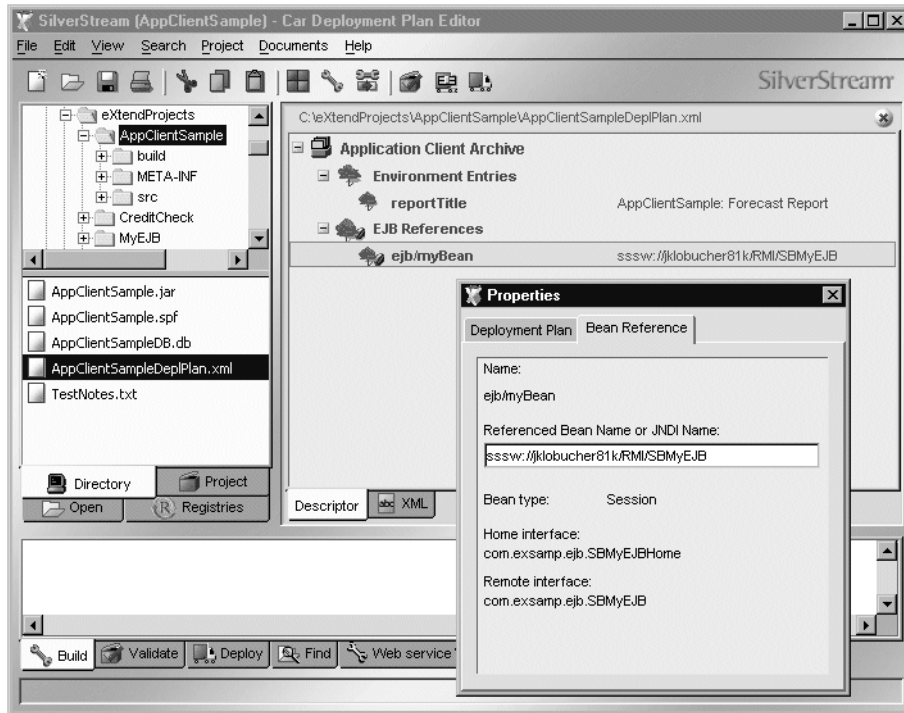 SilverStream (AppClientSample) - Car Deployment Plan Editor
File Edit View Search Project Documents Help
SilverStream
eXtendProjects
AppClientSample
build
META-INF
src
CreditCheck
MyEJB
AppClientSample.jar
AppClientSample.spf
AppClientSampleDB.db
AppClientSampleDeplPlan.xml
TestNotes.txt
Directory Project
Open Registries
C:\eXtendProjects\AppClientSample\AppClientSampleDeplPlan.xml
Application Client Archive
Environment Entries
reportTitle AppClientSample: Forecast Report
EJB References
ejb/myBean sssw://jklobucher81k/RMI/SBMyEJB
Descriptor XML
Properties
Deployment Plan Bean Reference
Name:
ejb/myBean
Referenced Bean Name or JNDI Name:
sssw://jklobucher81k/RMI/SBMyEJB
Bean type: Session
Home interface:
com.exsamp.ejb.SBMyEJBHome
Remote interface:
com.exsamp.ejb.SBMyEJB
Build Validate Deploy Find Web service